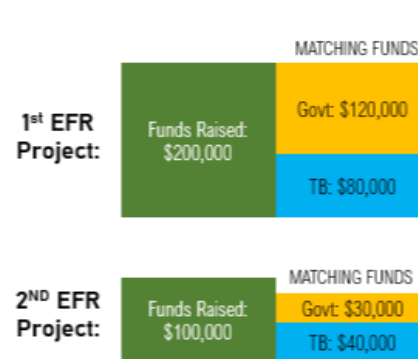 MATCHING FUNDS
1st EFR
Project:
Funds Raised:
$200,000
Govt: $120,000
TB: $80,000
MATCHING FUNDS
2ND EFR
Project:
Funds Raised:
$100,000
Govt: $30,000
TB: $40,000